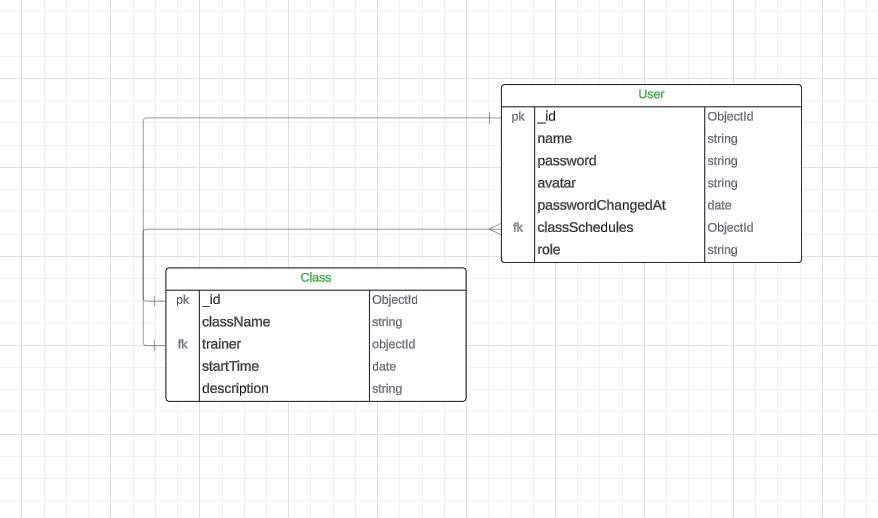 User
pk _id ObjectId
name string
password string
avatar string
passwordChangedAt date
fk classSchedules ObjectId
role string
Class
pk _id ObjectId
className string
fk trainer objectId
startTime date
description string